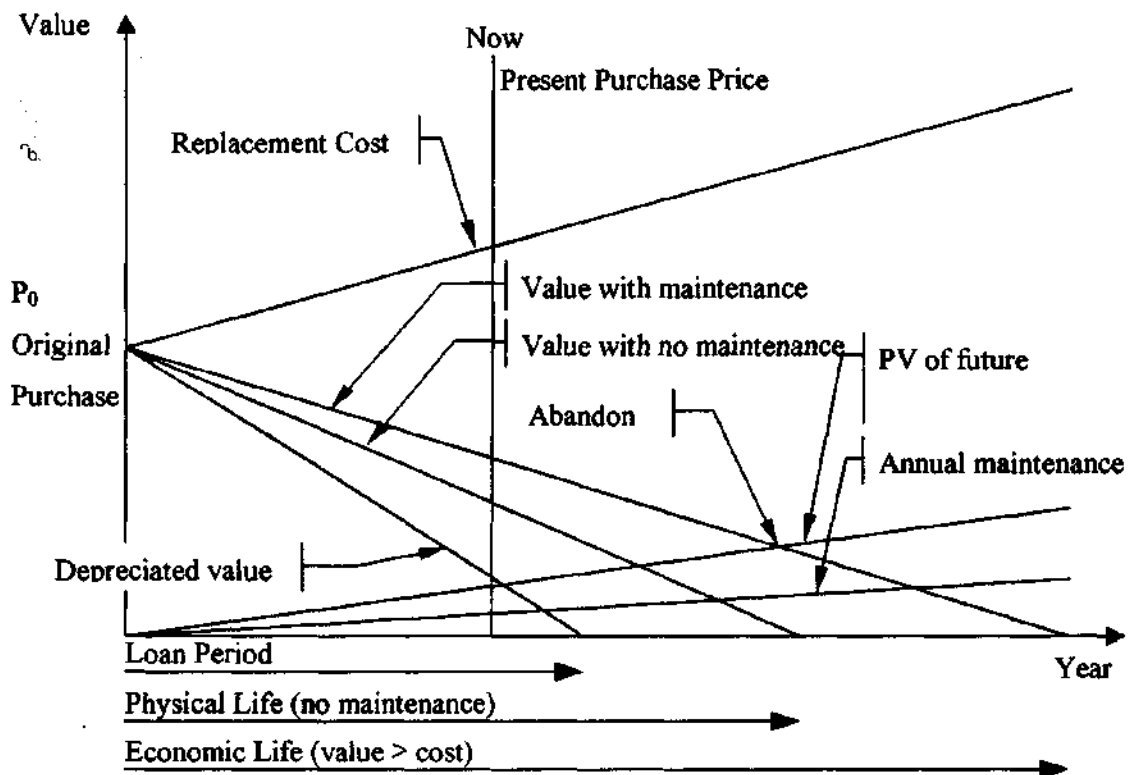 Value
Now
Present Purchase Price
Replacement Cost
P₀
Original
Purchase
Value with maintenance
Value with no maintenance
PV of future
Abandon
Annual maintenance
Depreciated value
Loan Period
Year
Physical Life (no maintenance)
Economic Life (value > cost)